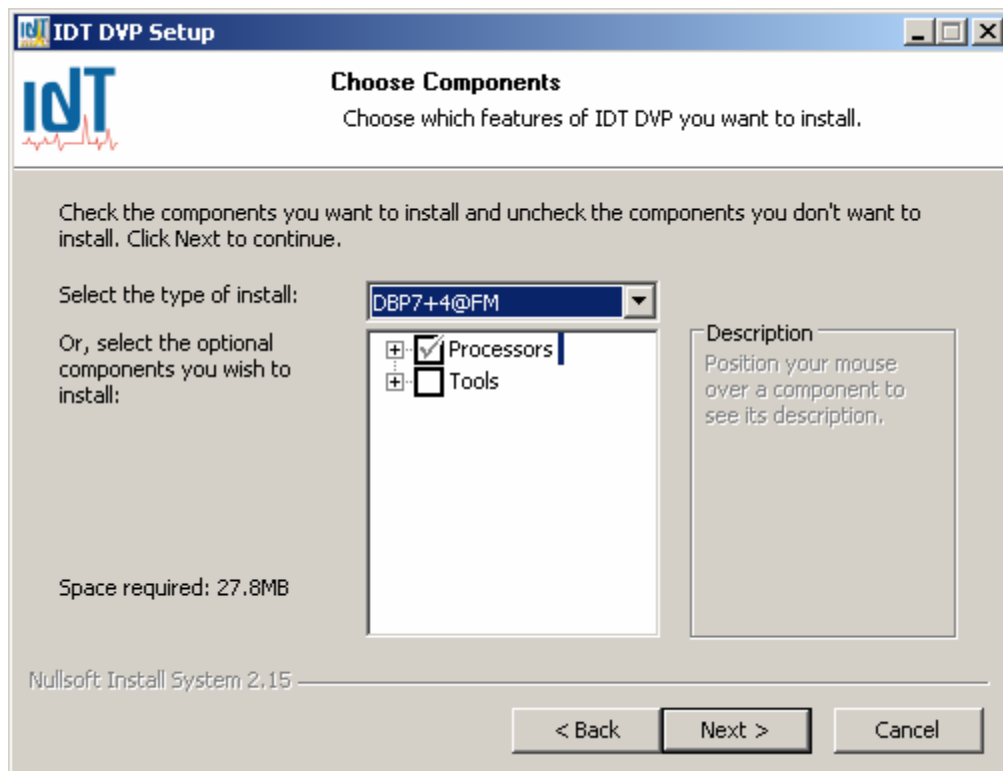 IDT DVP Setup
IDT
Choose Components
Choose which features of IDT DVP you want to install.
Check the components you want to install and uncheck the components you don't want to
install. Click Next to continue.
Select the type of install:
DBP7+4@FM
Or, select the optional
components you wish to
install:
Processors
Tools
Description
Position your mouse
over a component to
see its description.
Space required: 27.8MB
Nullsoft Install System 2.15
< Back
Next >
Cancel